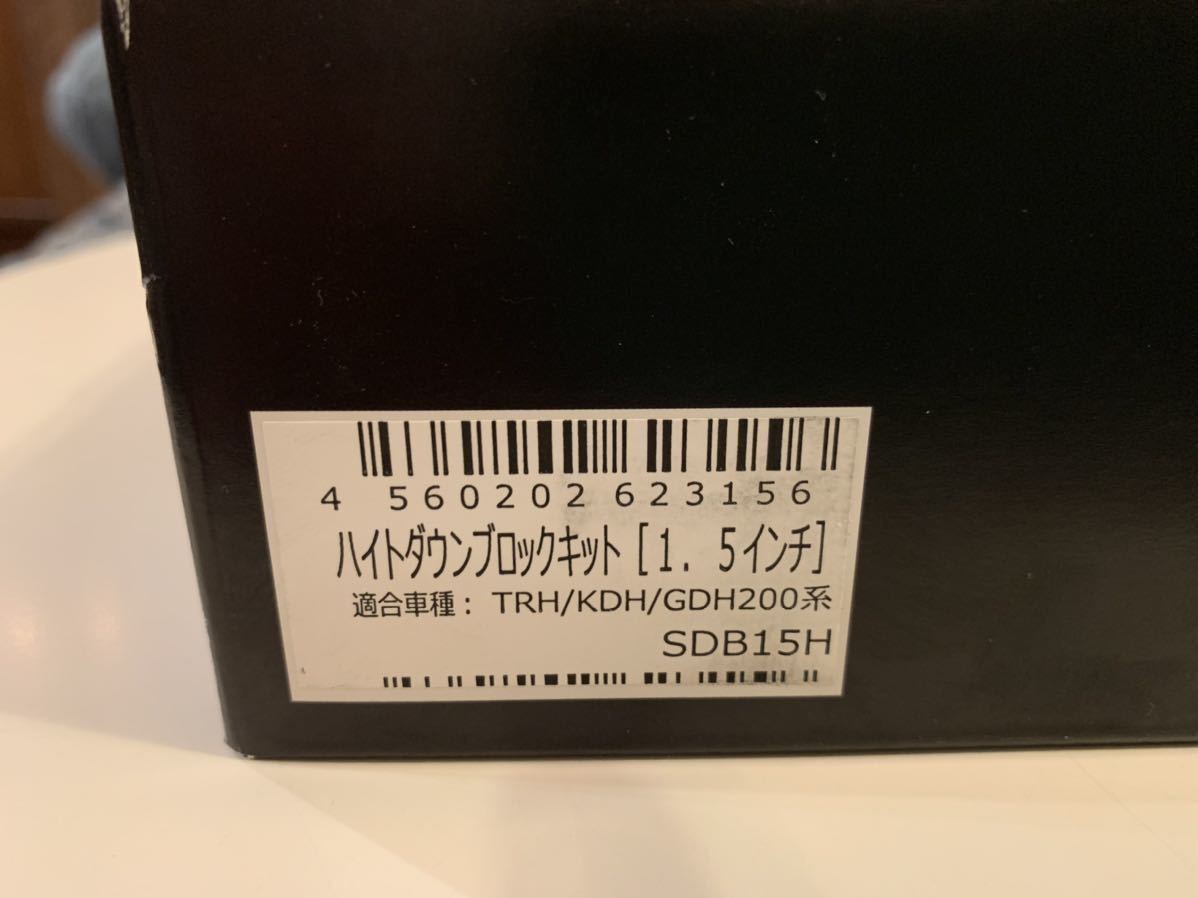 4 560202 623156
ハイトダウンブロックキット [1. 5インチ]
適合車種： TRH/KDH/GDH200系
SDB15H